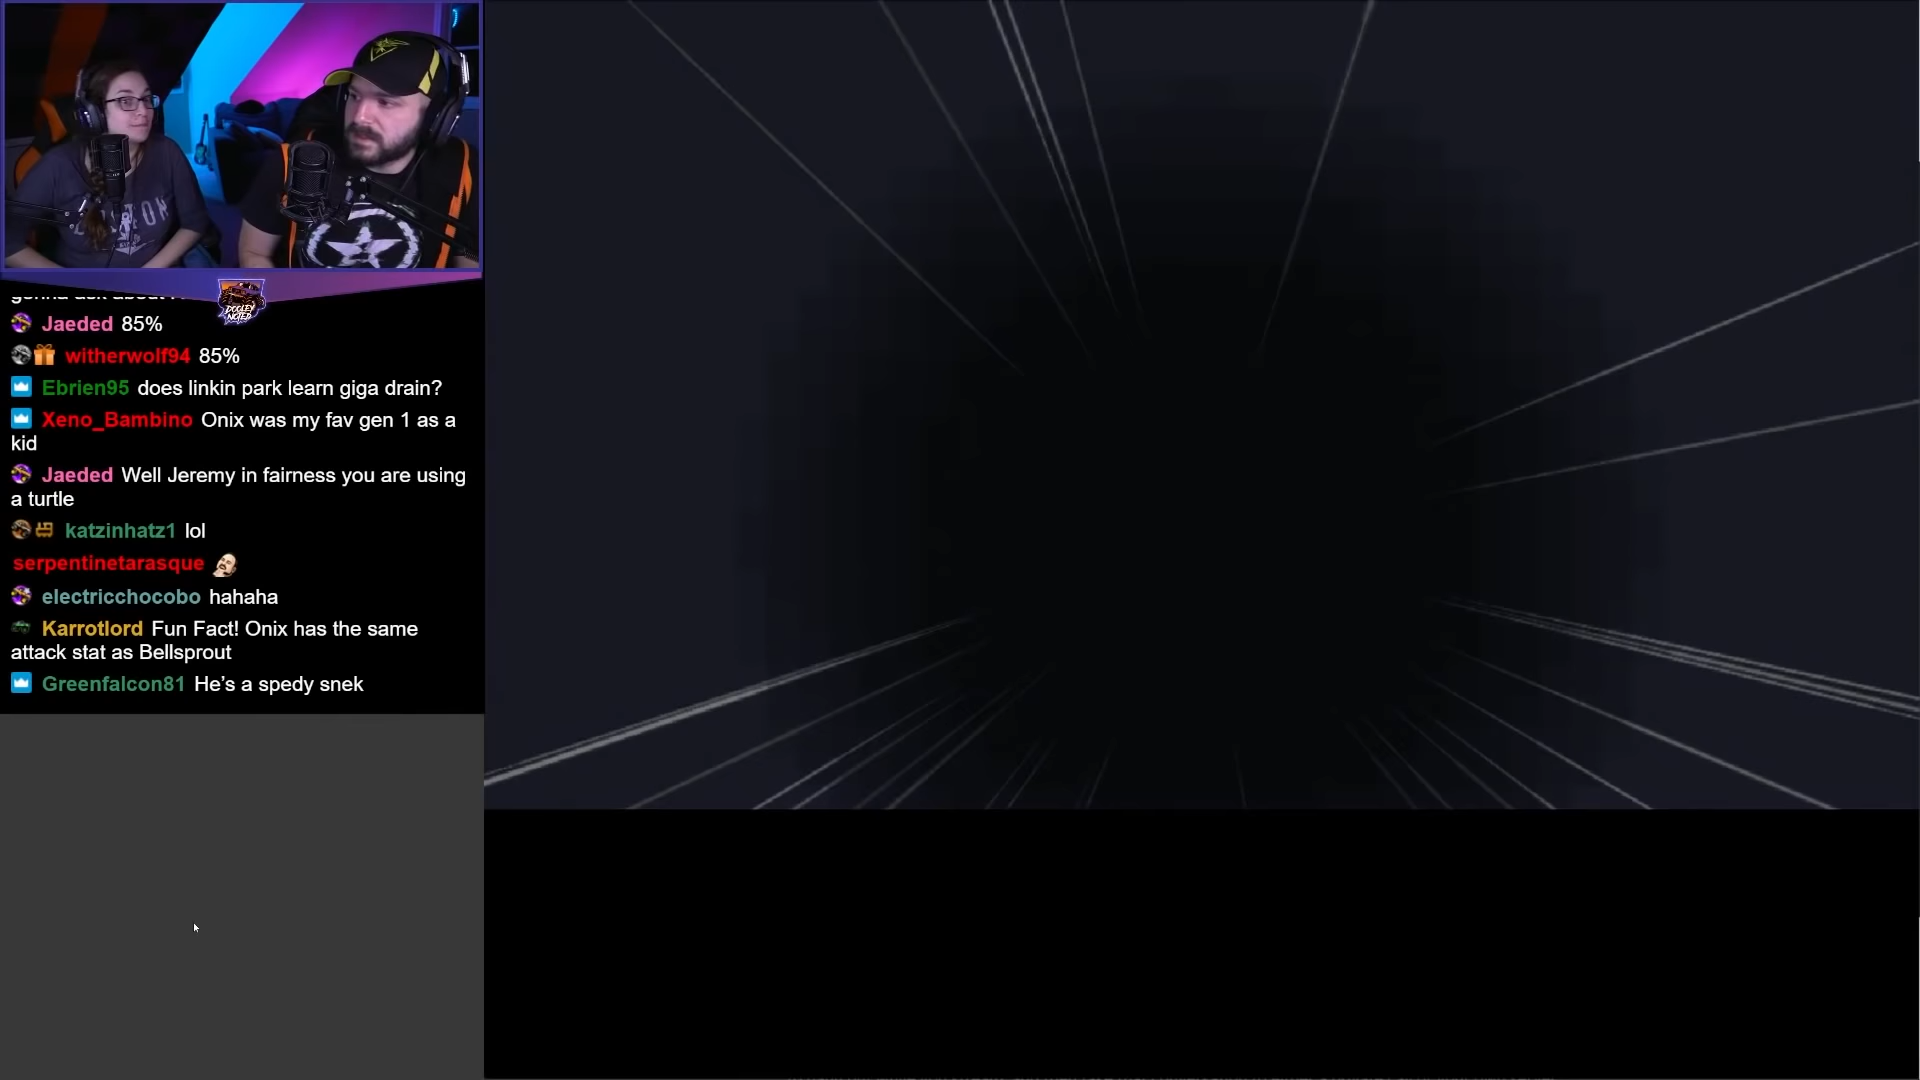 DOOLEY
NOTED
Jaeded 85%
witherwolf94 85%
Ebrien95 does linkin park learn giga drain?
Xeno_Bambino Onix was my fav gen 1 as a
kid
Jaeded Well Jeremy in fairness you are using
a turtle
katzinhatz1 lol
serpentinetarasque
electricchocobo hahaha
Karrotlord Fun Fact! Onix has the same
attack stat as Bellsprout
Greenfalcon81 He's a spedy snek